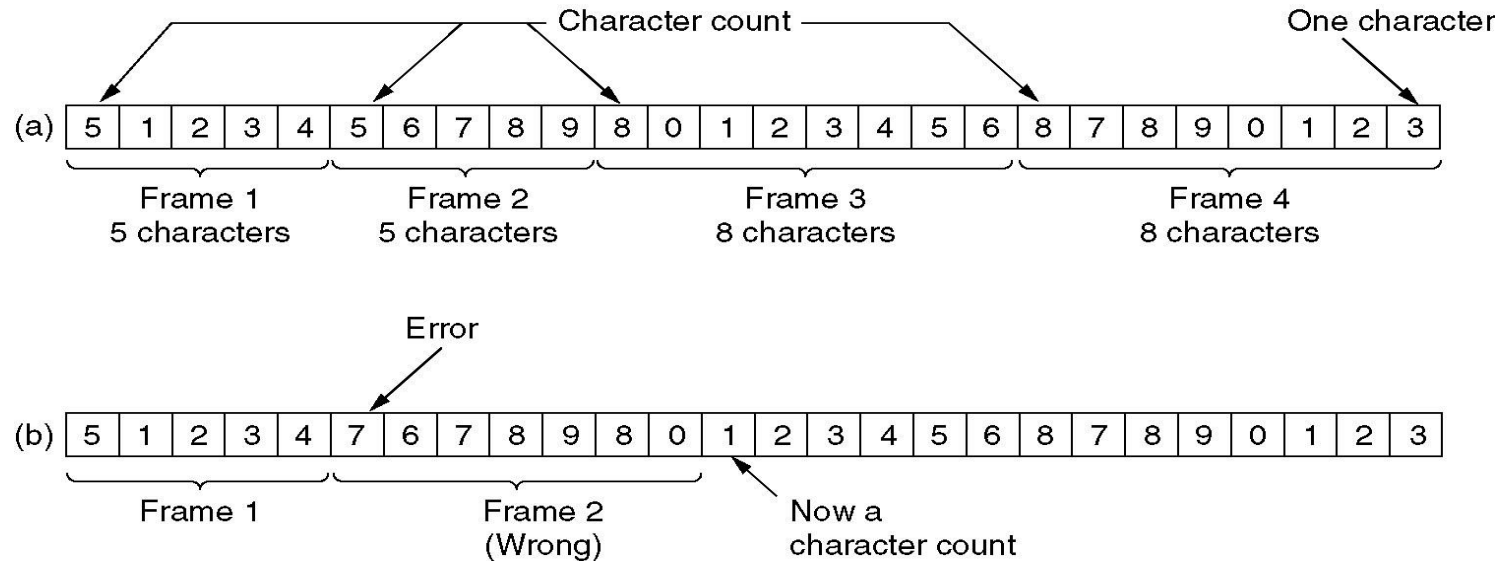 Character count One character
(a) 5 1 2 3 4 5 6 7 8 9 8 0 1 2 3 4 5 6 8 7 8 9 0 1 2 3
Frame 1 Frame 2 Frame 3 Frame 4
5 characters 5 characters 8 characters 8 characters
Error
(b) 5 1 2 3 4 7 6 7 8 9 8 0 1 2 3 4 5 6 8 7 8 9 0 1 2 3
Frame 1 Frame 2 Now a
(Wrong) character count